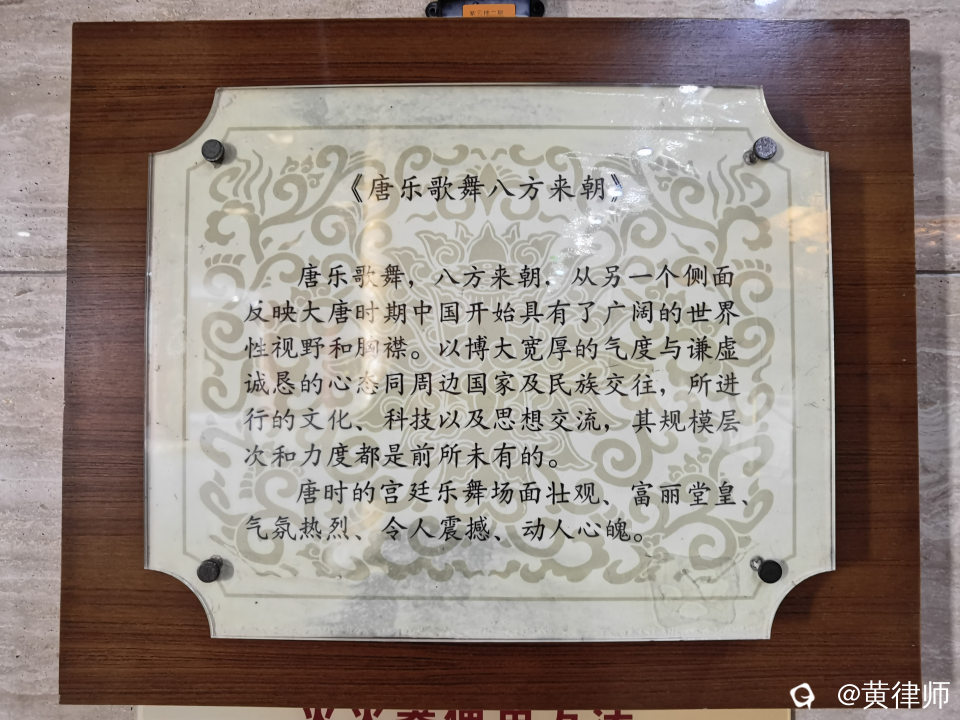 《唐乐歌舞八方来朝》
唐乐歌舞，八方来朝，从另一个侧面
反映大唐时期中国开始具有了广阔的世界
性视野和胸襟。以博大宽厚的气度与谦虚
诚恳的心态同周边国家及民族交往，所进
行的文化、科技以及思想交流，其规模层
次和力度都是前所未有的。
唐时的宫廷乐舞场面壮观、富丽堂皇、
气氛热烈、令人震撼、动人心魄。
@黄律师